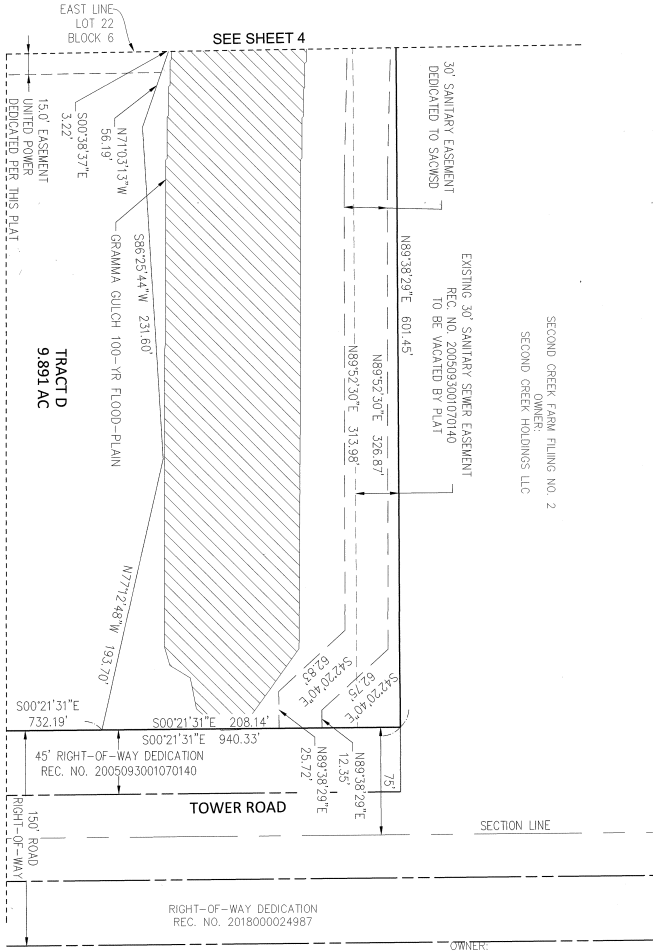 EAST LINE
LOT 22
BLOCK 6
SEE SHEET 4
30' SANITARY EASEMENT
DEDICATED TO SACWSD
SECOND CREEK FARM FILING NO. 2
OWNER:
SECOND CREEK HOLDINGS LLC
EXISTING 30' SANITARY SEWER EASEMENT
REC. NO. 2005093001070140
TO BE VACATED BY PLAT
N89°38'29"E 601.45'
N89°52'30"E 326.87'
N89°52'30"E 313.98'
15.0' EASEMENT
UNITED POWER
DEDICATED PER THIS PLAT
S00°38'37"E
3.22'
N71°03'13"W
56.19'
S86°25'44"W 231.60'
GRAMMA GULCH 100-YR FLOOD-PLAIN
TRACT D
9.891 AC
N77°12'48"W 193.70'
S42°20'40"E
62.83'
S42°20'40"E
62.75'
S00°21'31"E
732.19'
S00°21'31"E 208.14'
S00°21'31"E 940.33'
N89°38'29"E
25.72'
N89°38'29"E
12.35'
75'
45' RIGHT-OF-WAY DEDICATION
REC. NO. 2005093001070140
TOWER ROAD
150' ROAD
RIGHT-OF-WAY
SECTION LINE
RIGHT-OF-WAY DEDICATION
REC. NO. 2018000024987
OWNER: